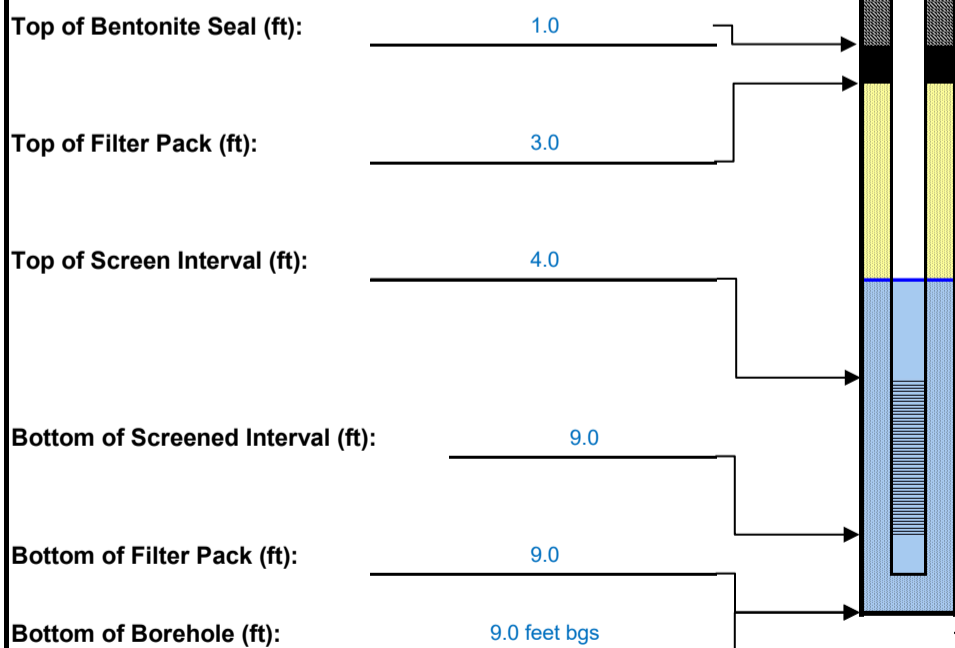 Top of Bentonite Seal (ft): 1.0
Top of Filter Pack (ft): 3.0
Top of Screen Interval (ft): 4.0
Bottom of Screened Interval (ft): 9.0
Bottom of Filter Pack (ft): 9.0
Bottom of Borehole (ft): 9.0 feet bgs